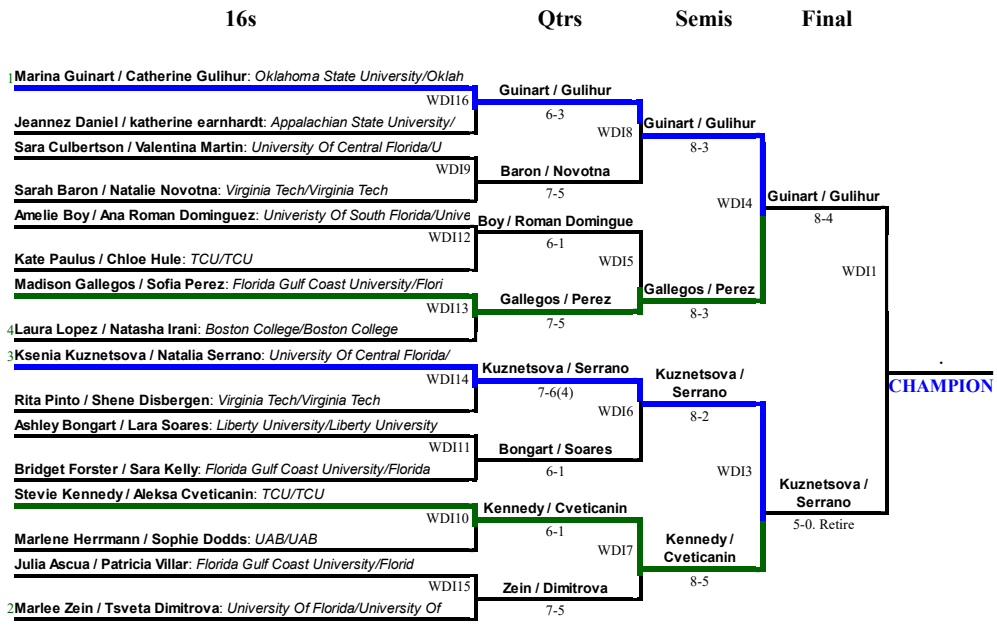 16s
Qtrs
Semis
Final
1 Marina Guinart / Catherine Gulihur: Oklahoma State University/Oklah
WDI16
Jeannez Daniel / katherine earnhardt: Appalachian State University/
Sara Culbertson / Valentina Martin: University Of Central Florida/U
WDI9
Sarah Baron / Natalie Novotna: Virginia Tech/Virginia Tech
Amelie Boy / Ana Roman Dominguez: Univeristy Of South Florida/Unive
WDI12
Kate Paulus / Chloe Hule: TCU/TCU
Madison Gallegos / Sofia Perez: Florida Gulf Coast University/Flori
WDI13
4 Laura Lopez / Natasha Irani: Boston College/Boston College
3 Ksenia Kuznetsova / Natalia Serrano: University Of Central Florida/
WDI14
Rita Pinto / Shene Disbergen: Virginia Tech/Virginia Tech
Ashley Bongart / Lara Soares: Liberty University/Liberty University
WDI11
Bridget Forster / Sara Kelly: Florida Gulf Coast University/Florida
Stevie Kennedy / Aleksa Cveticanin: TCU/TCU
WDI10
Marlene Herrmann / Sophie Dodds: UAB/UAB
Julia Ascua / Patricia Villar: Florida Gulf Coast University/Florid
WDI15
2 Marlee Zein / Tsveta Dimitrova: University Of Florida/University Of
Guinart / Gulihur
6-3
WDI8
Baron / Novotna
7-5
Boy / Roman Domingue
6-1
WDI5
Gallegos / Perez
7-5
Kuznetsova / Serrano
7-6(4)
WDI6
Bongart / Soares
6-1
Kennedy / Cveticanin
6-1
WDI7
Zein / Dimitrova
7-5
Guinart / Gulihur
8-3
WDI4
Gallegos / Perez
8-3
Kuznetsova /
Serrano
8-2
WDI3
Kennedy /
Cveticanin
8-5
Guinart / Gulihur
8-4
WDI1
Kuznetsova /
Serrano
5-0. Retire
.
CHAMPION